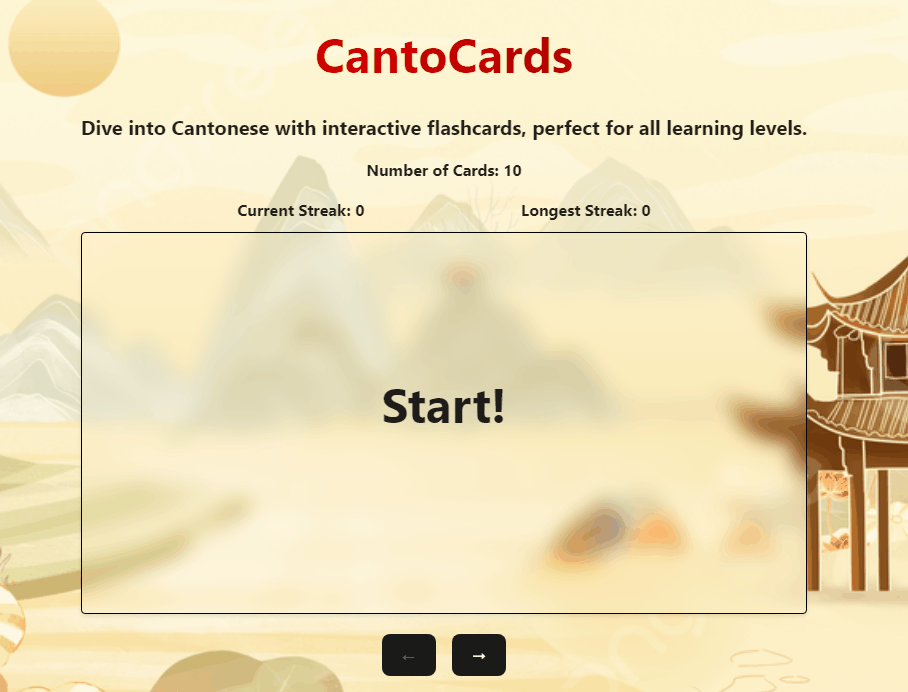 CantoCards
Dive into Cantonese with interactive flashcards, perfect for all learning levels.
Number of Cards: 10
Current Streak: 0 Longest Streak: 0
Start!
← →